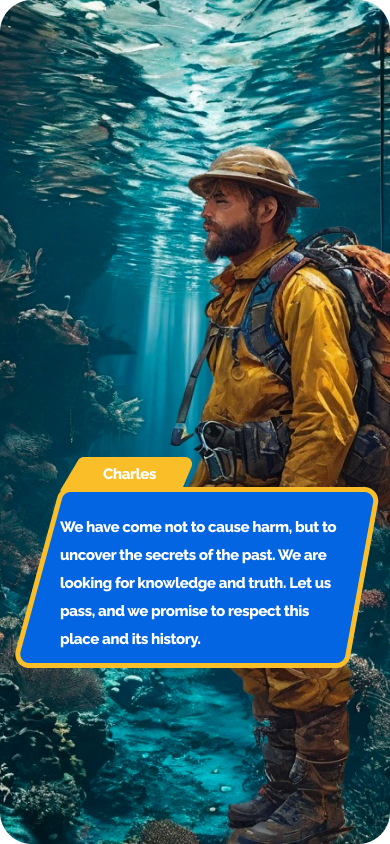 Charles
We have come not to cause harm, but to
uncover the secrets of the past. We are
looking for knowledge and truth. Let us
pass, and we promise to respect this
place and its history.